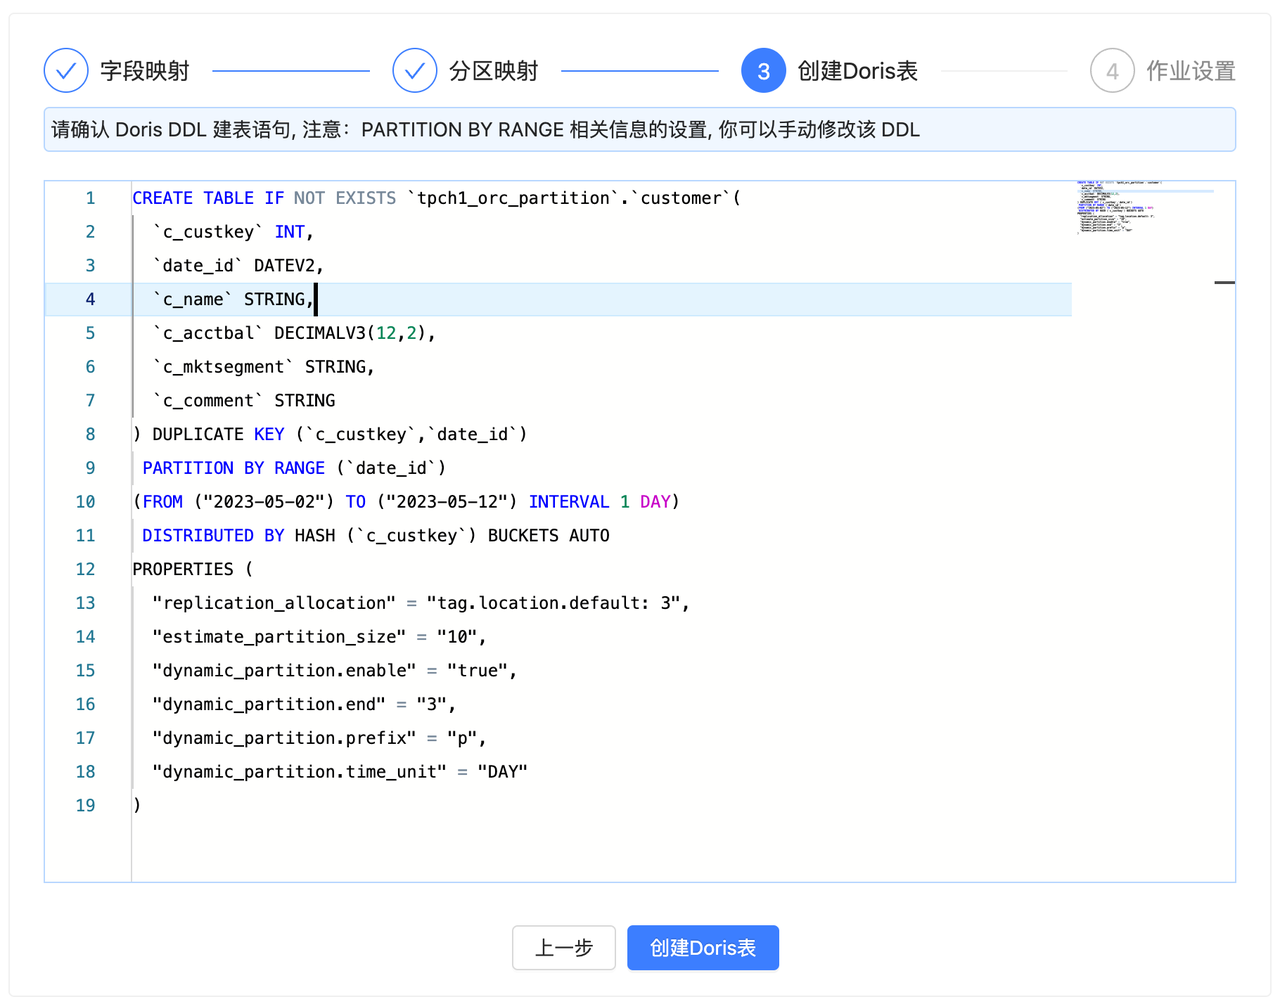 字段映射
分区映射
3 创建Doris表
4 作业设置
请确认 Doris DDL 建表语句, 注意：PARTITION BY RANGE 相关信息的设置, 你可以手动修改该 DDL
1 CREATE TABLE IF NOT EXISTS `tpch1_orc_partition`.`customer`(
2 `c_custkey` INT,
3 `date_id` DATEV2,
4 `c_name` STRING,
5 `c_acctbal` DECIMALV3(12,2),
6 `c_mktsegment` STRING,
7 `c_comment` STRING
8 ) DUPLICATE KEY (`c_custkey`,`date_id`)
9 PARTITION BY RANGE (`date_id`)
10 (FROM ("2023-05-02") TO ("2023-05-12") INTERVAL 1 DAY)
11 DISTRIBUTED BY HASH (`c_custkey`) BUCKETS AUTO
12 PROPERTIES (
13 "replication_allocation" = "tag.location.default: 3",
14 "estimate_partition_size" = "10",
15 "dynamic_partition.enable" = "true",
16 "dynamic_partition.end" = "3",
17 "dynamic_partition.prefix" = "p",
18 "dynamic_partition.time_unit" = "DAY"
19 )
上一步
创建Doris表